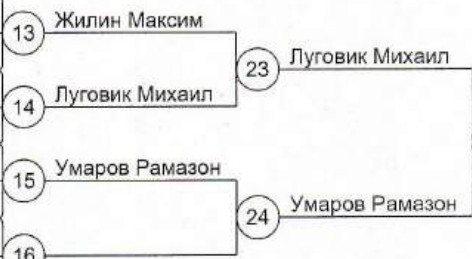 13 Жилин Максим
23 Луговик Михаил
14 Луговик Михаил
15 Умаров Рамазон
24 Умаров Рамазон
16